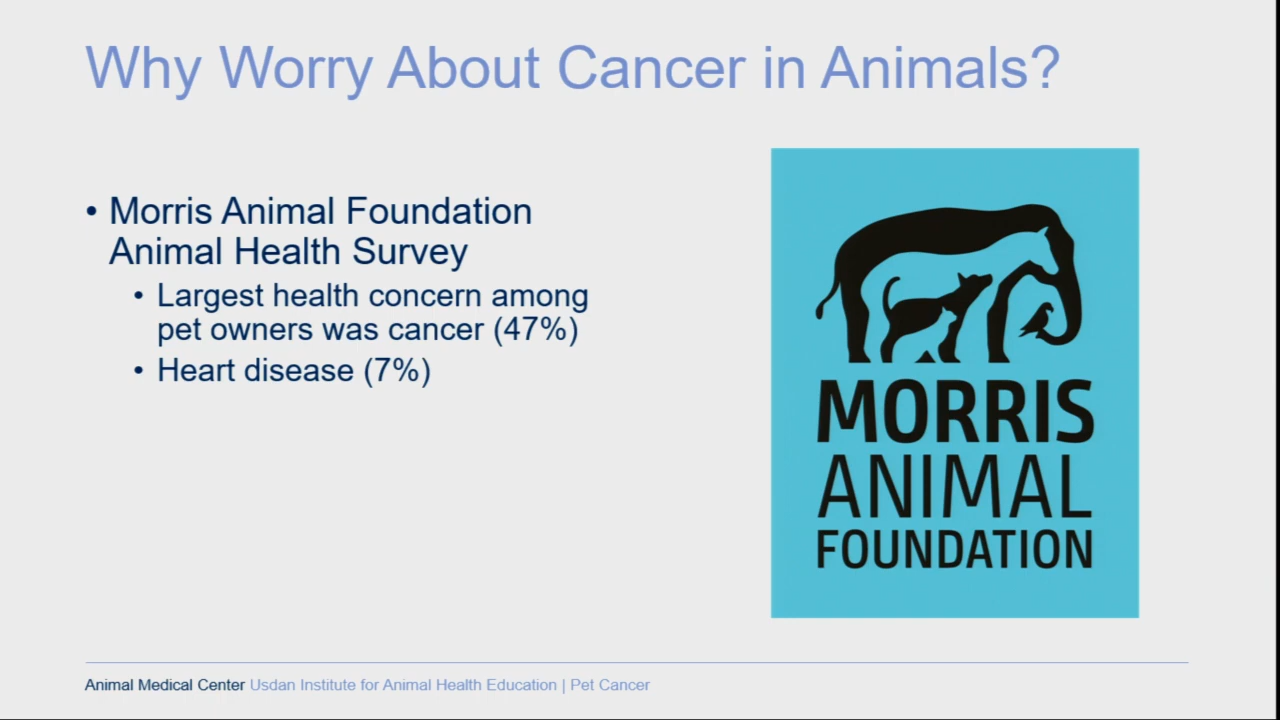 Why Worry About Cancer in Animals?
• Morris Animal Foundation
Animal Health Survey
• Largest health concern among
pet owners was cancer (47%)
• Heart disease (7%)
MORRIS
ANIMAL
FOUNDATION
Animal Medical Center Usdan Institute for Animal Health Education | Pet Cancer